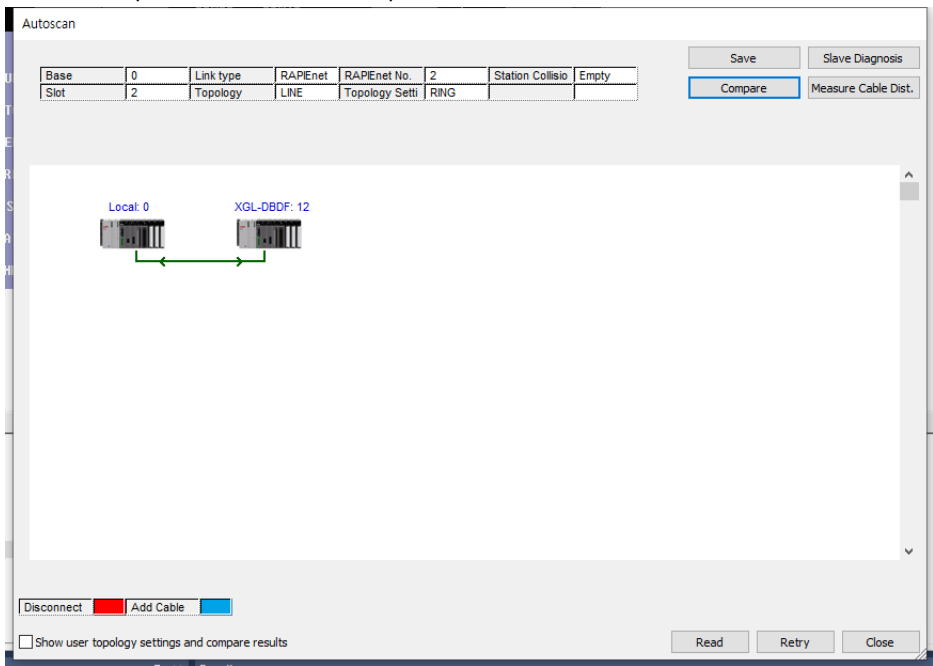 Autoscan
Save Slave Diagnosis
Base 0 Link type RAPIEnet RAPIEnet No. 2 Station Collisio Empty
Slot 2 Topology LINE Topology Setti RING
Compare Measure Cable Dist.
Local: 0 XGL-DBDF: 12
Disconnect Add Cable
Show user topology settings and compare results
Read Retry Close